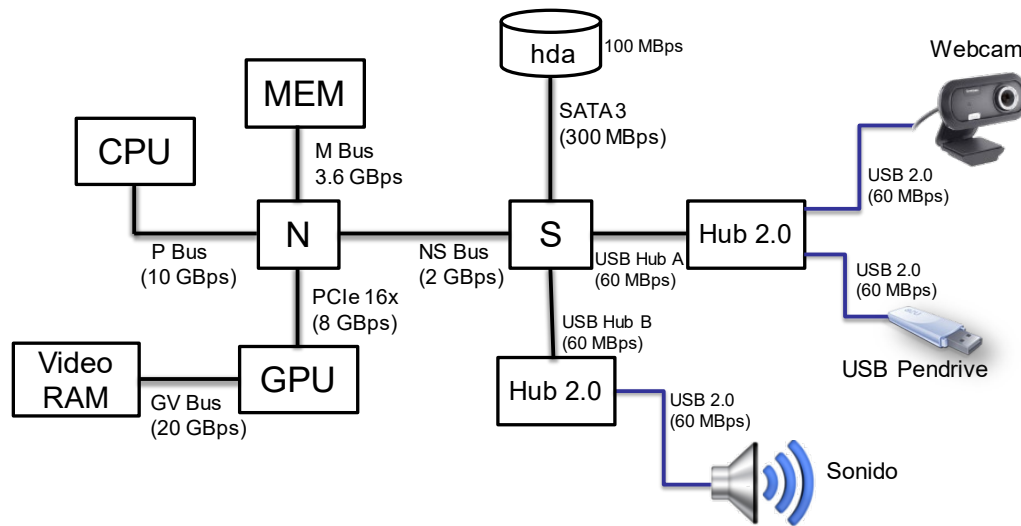 hda
100 MBps
Webcam
MEM
SATA 3
(300 MBps)
CPU
M Bus
3.6 GBps
USB 2.0
(60 MBps)
N
S
Hub 2.0
P Bus
(10 GBps)
NS Bus
(2 GBps)
USB Hub A
(60 MBps)
USB 2.0
(60 MBps)
PCIe 16x
(8 GBps)
USB Hub B
(60 MBps)
USB Pendrive
Video
RAM
GV Bus
(20 GBps)
GPU
Hub 2.0
USB 2.0
(60 MBps)
Sonido